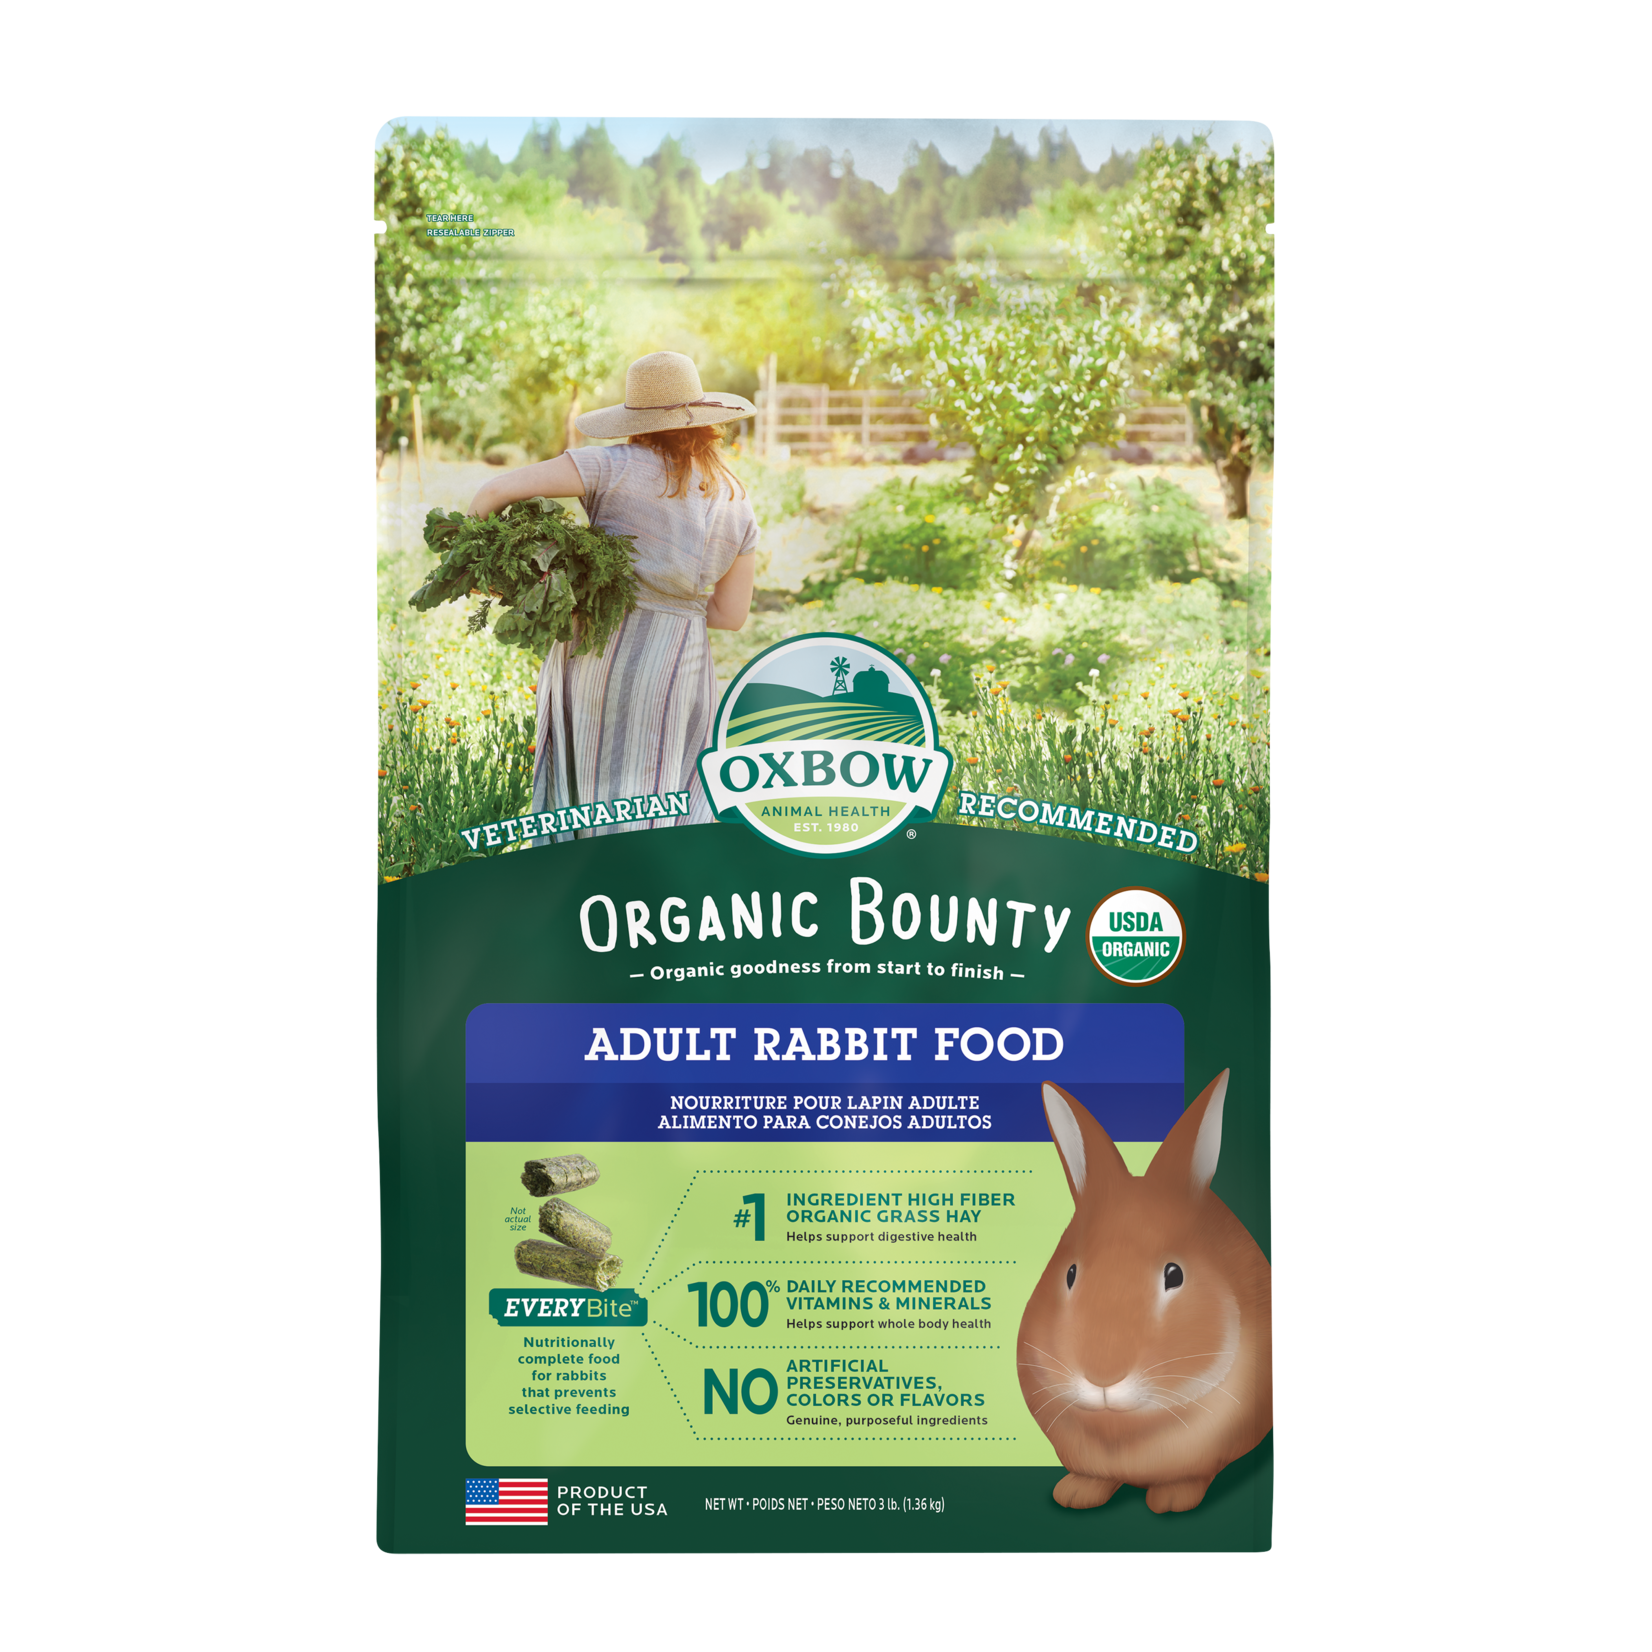 TEAR HERE
RESEALABLE ZIPPER
OXBOW
ANIMAL HEALTH
EST. 1980
®
VETERINARIAN RECOMMENDED
ORGANIC BOUNTY
— Organic goodness from start to finish —
USDA
ORGANIC
ADULT RABBIT FOOD
NOURRITURE POUR LAPIN ADULTE
ALIMENTO PARA CONEJOS ADULTOS
Not
actual
size
EVERYBite™
Nutritionally
complete food
for rabbits
that prevents
selective feeding
#1 INGREDIENT HIGH FIBER
ORGANIC GRASS HAY
Helps support digestive health
100% DAILY RECOMMENDED
VITAMINS & MINERALS
Helps support whole body health
NO ARTIFICIAL
PRESERVATIVES,
COLORS OR FLAVORS
Genuine, purposeful ingredients
PRODUCT
OF THE USA
NET WT • POIDS NET • PESO NETO 3 lb. (1.36 kg)